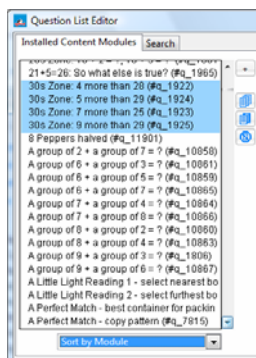 Question List Editor
Installed Content Modules
Search
21+5=26: So what else is true? (#q_1965)
30s Zone: 4 more than 28 (#q_1922)
30s Zone: 5 more than 29 (#q_1924)
30s Zone: 7 more than 25 (#q_1923)
30s Zone: 9 more than 29 (#q_1925)
8 Peppers halved (#q_11901)
A group of 2 + a group of 7 = ? (#q_10858)
A group of 6 + a group of 3 = ? (#q_10861)
A group of 6 + a group of 5 = ? (#q_10859)
A group of 6 + a group of 7 = ? (#q_10865)
A group of 7 + a group of 4 = ? (#q_10864)
A group of 7 + a group of 8 = ? (#q_10866)
A group of 8 + a group of 2 = ? (#q_10860)
A group of 8 + a group of 4 = ? (#q_10863)
A group of 9 + a group of 3 = ? (#q_1806)
A group of 9 + a group of 6 = ? (#q_10867)
A Little Light Reading 1 - select nearest bo
A Little Light Reading 2 - select furthest bo
A Perfect Match - best container for packin
A Perfect Match - copy pattern (#q_7815)
Sort by Module